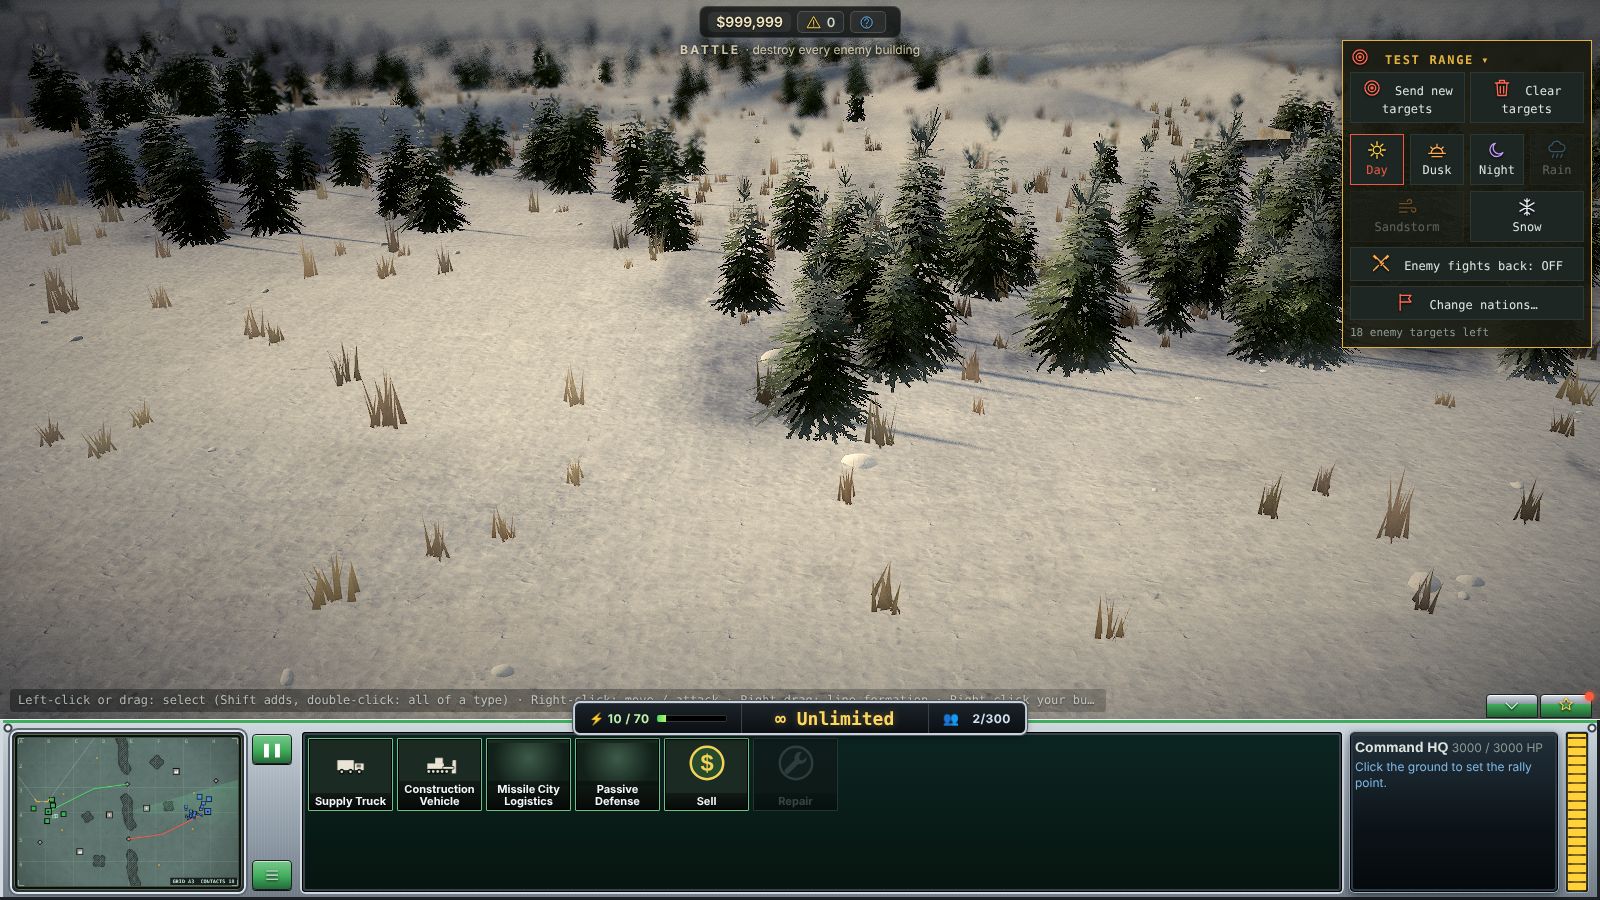 $999,999
0
BATTLE · destroy every enemy building
TEST RANGE ▾
Send new targets
Clear targets
Day
Dusk
Night
Rain
Sandstorm
Snow
Enemy fights back: OFF
Change nations…
18 enemy targets left
Left-click or drag: select (Shift adds, double-click: all of a type) · Right-click: move / attack · Right-drag: line formation · Right-click your bu…
10 / 70
∞ Unlimited
2/300
Supply Truck
Construction Vehicle
Missile City Logistics
Passive Defense
Sell
Repair
Command HQ 3000 / 3000 HP
Click the ground to set the rally point.
GRID A3 CONTACTS 18